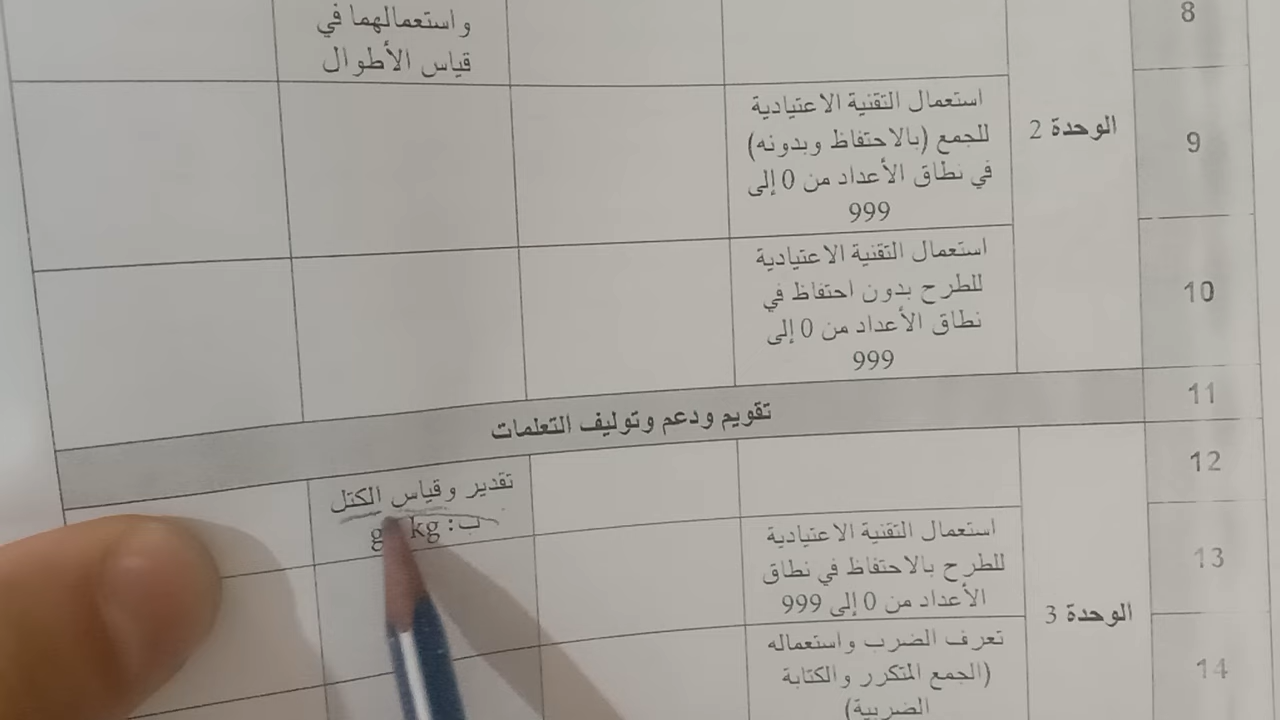 8
واستعمالهما في
قياس الأطوال
9
الوحدة 2
استعمال التقنية الاعتيادية
للجمع (بالاحتفاظ وبدونه)
في نطاق الأعداد من 0 إلى
999
10
استعمال التقنية الاعتيادية
للطرح بدون احتفاظ في
نطاق الأعداد من 0 إلى
999
11
تقويم ودعم وتوليف التعلمات
12
تقدير وقياس الكتل
ب: kg g
13
الوحدة 3
استعمال التقنية الاعتيادية
للطرح بالاحتفاظ في نطاق
الأعداد من 0 إلى 999
14
تعرف الضرب واستعماله
(الجمع المتكرر والكتابة
الضربية)